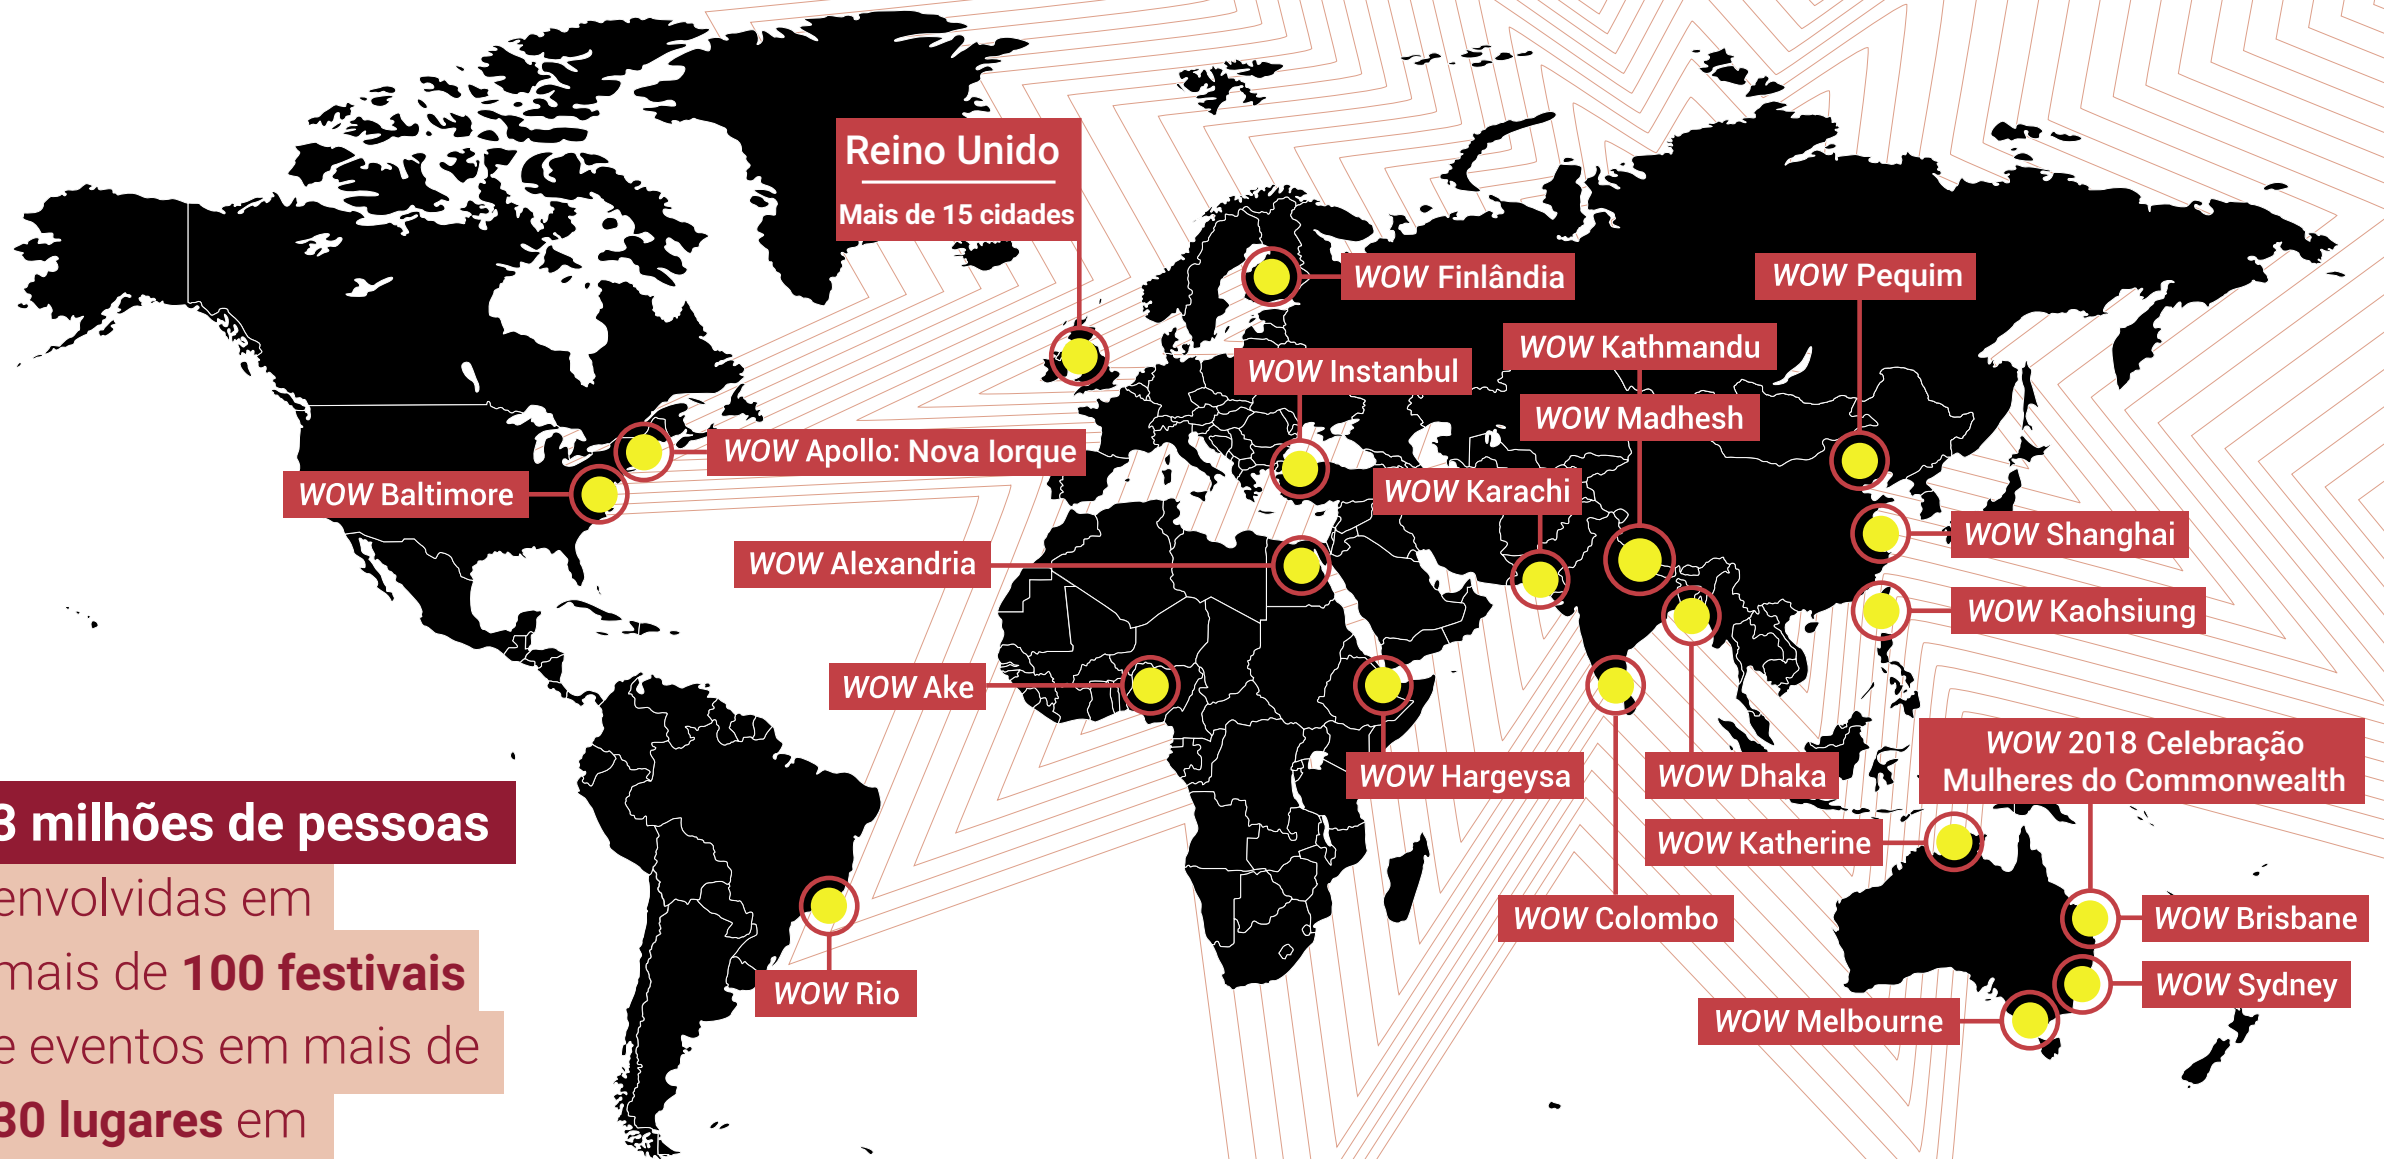 Reino Unido
Mais de 15 cidades
WOW Finlândia
WOW Pequim
WOW Kathmandu
WOW Instanbul
WOW Madhesh
WOW Apollo: Nova Iorque
WOW Baltimore
WOW Karachi
WOW Shanghai
WOW Alexandria
WOW Kaohsiung
WOW Ake
WOW Hargeysa
WOW Dhaka
WOW 2018 Celebração
Mulheres do Commonwealth
WOW Katherine
WOW Colombo
WOW Brisbane
WOW Sydney
WOW Rio
WOW Melbourne
3 milhões de pessoas
envolvidas em
mais de 100 festivais
e eventos em mais de
30 lugares em